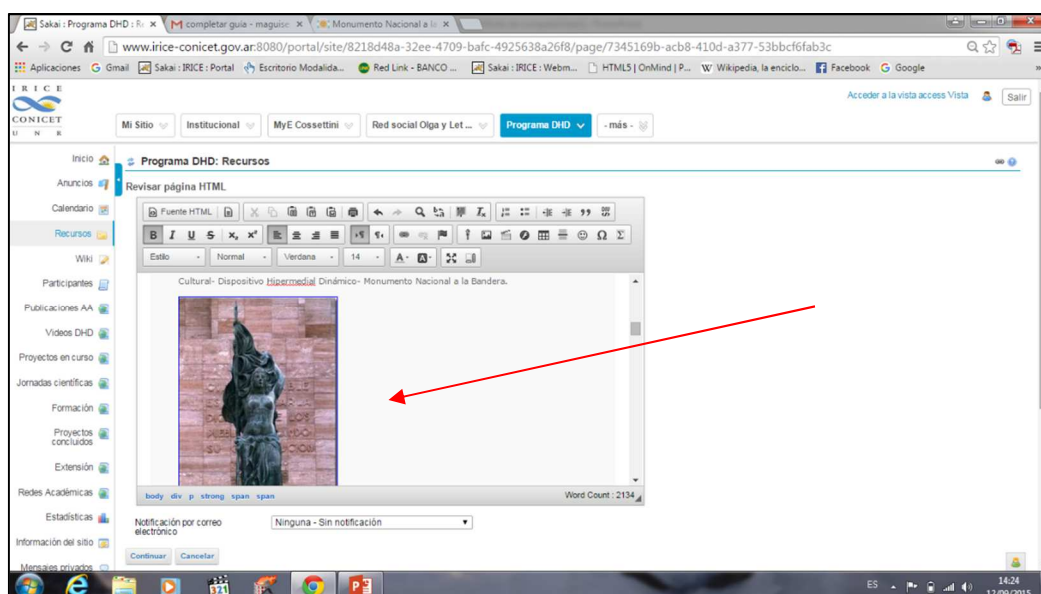 Sakai : Programa DHD : Re
completar guia - maguise
Monumento Nacional a la
www.irice-conicet.gov.ar:8080/portal/site/8218d48a-32ee-4709-bafc-4925638a26f8/page/7345169b-acb8-410d-a377-53bbcf6fab3c
Aplicaciones
Gmail
Sakai : IRICE : Portal
Escritorio Modalida...
Red Link - BANCO ...
Sakai : IRICE : Webm...
HTML5 | OnMind | P...
Wikipedia, la enciclo...
Facebook
Google
IRICE
CONICET
UNR
Acceder a la vista access Vista
Salir
Mi Sitio
Institucional
MyE Cossettini
Red social Olga y Let ...
Programa DHD
- más -
Inicio
Anuncios
Calendario
Recursos
Wiki
Participantes
Publicaciones AA
Videos DHD
Proyectos en curso
Jornadas científicas
Formación
Proyectos concluidos
Extensión
Redes Académicas
Estadísticas
Información del sitio
Mensajes privados
Programa DHD: Recursos
Revisar página HTML
Fuente HTML
B I U S x₂ x²
Estilo
Normal
Verdana
14
Cultural- Dispositivo Hipermedial Dinámico- Monumento Nacional a la Bandera.
body div p strong span span
Word Count : 2134
Notificación por correo electrónico
Ninguna - Sin notificación
Continuar
Cancelar
ES
14:24
12/09/2015